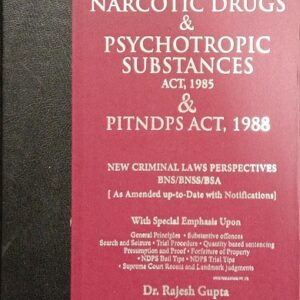 NARCOTIC DRUGS
&
PSYCHOTROPIC
SUBSTANCES
ACT, 1985
&
PITNDPS ACT, 1988
NEW CRIMINAL LAWS PERSPECTIVES
BNS/BNSS/BSA
[ As Amended up-to-Date with Notifications]
With Special Emphasis Upon
General Principles • Substantive offences
Search and Seizure • Trial Procedure • Quantity based sentencing
Presumption and Proof • Forfeiture of Property
• NDPS Bail Tips • NDPS Trial Tips
• Supreme Court Recent and Landmark Judgments
Dr. Rajesh Gupta